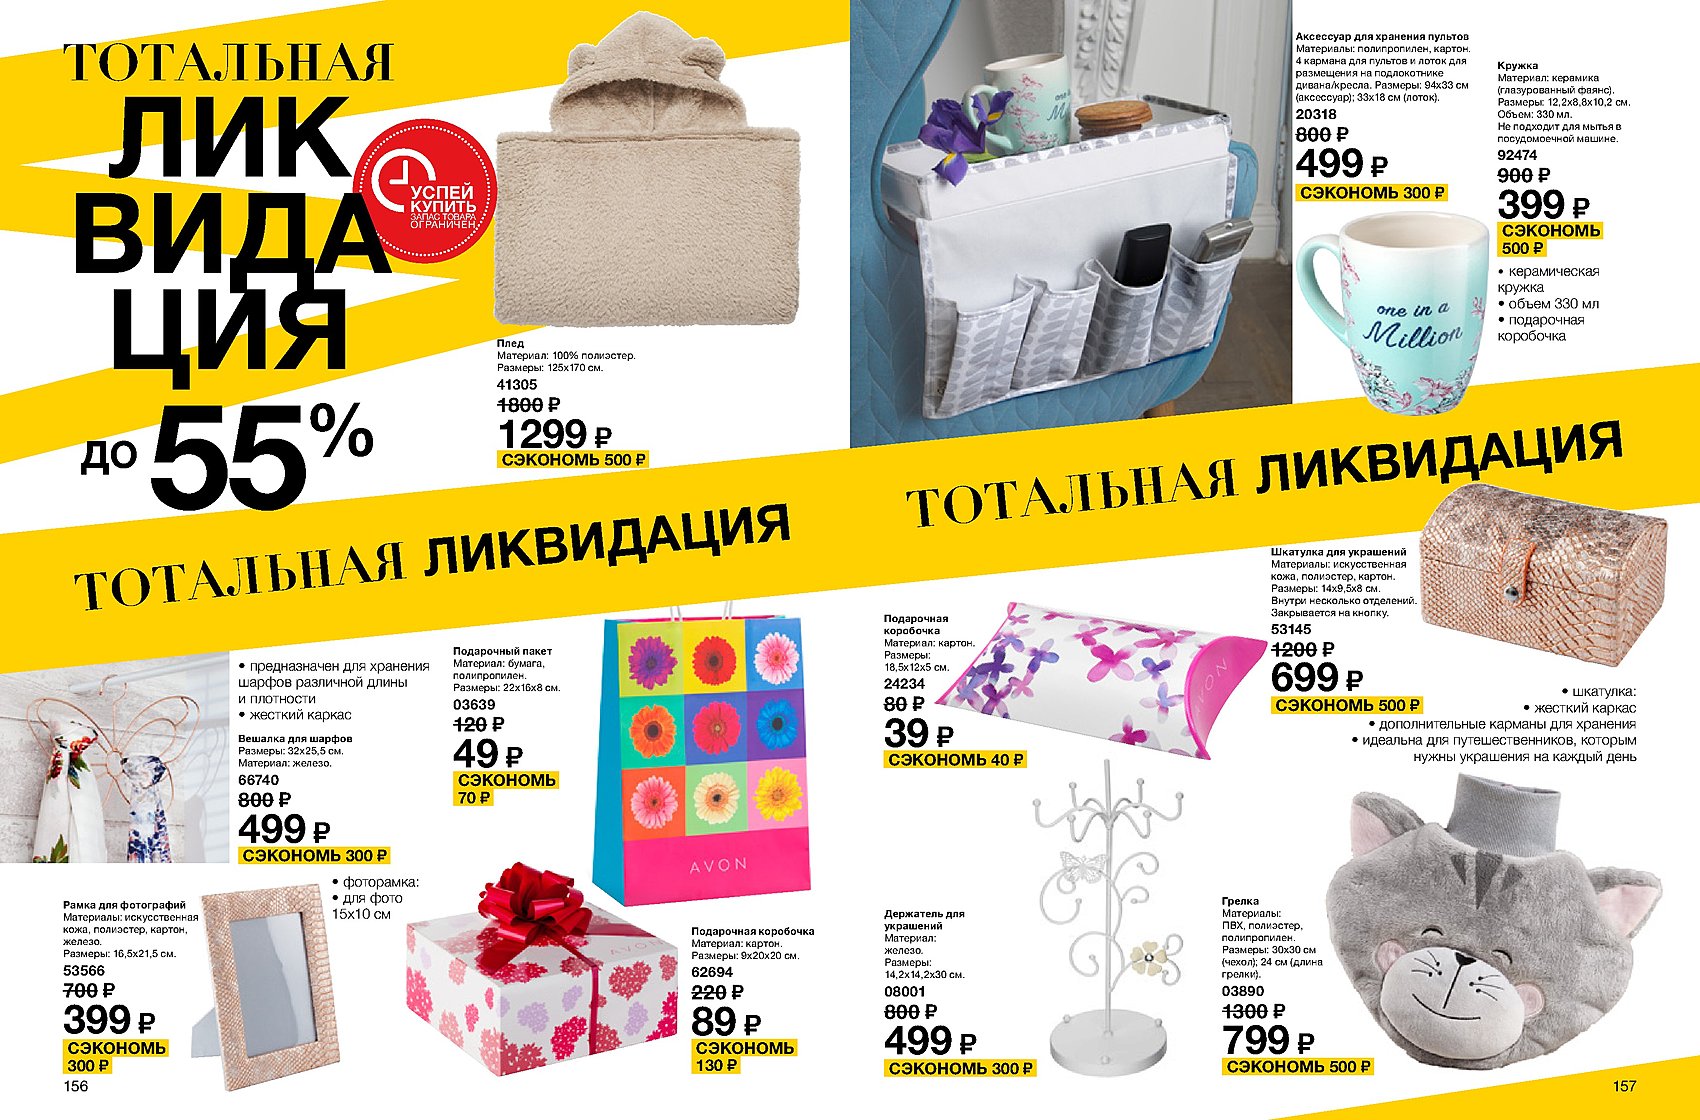 ТОТАЛЬНАЯ
ЛИК
ВИДА
ЦИЯ
ДО 55%
УСПЕЙ
КУПИТЬ
ЗАПАС ТОВАРА
ОГРАНИЧЕН
Плед
Материал: 100% полиэстер.
Размеры: 125х170 см.
41305
1800 ₽
1299 ₽
СЭКОНОМЬ 500 ₽
ТОТАЛЬНАЯ ЛИКВИДАЦИЯ
• предназначен для хранения
шарфов различной длины
и плотности
• жесткий каркас
Вешалка для шарфов
Размеры: 32х25,5 см.
Материал: железо.
66740
800 ₽
499 ₽
СЭКОНОМЬ 300 ₽
Подарочный пакет
Материал: бумага,
полипропилен.
Размеры: 22х16х8 см.
03639
120 ₽
49 ₽
СЭКОНОМЬ
70 ₽
AVON
• фоторамка:
• для фото
15х10 см
Рамка для фотографий
Материалы: искусственная
кожа, полиэстер, картон,
железо.
Размеры: 16,5х21,5 см.
53566
700 ₽
399 ₽
СЭКОНОМЬ
300 ₽
AVON
Подарочная коробочка
Материал: картон.
Размеры: 9х20х20 см.
62694
220 ₽
89 ₽
СЭКОНОМЬ
130 ₽
156
Аксессуар для хранения пультов
Материалы: полипропилен, картон.
4 кармана для пультов и лоток для
размещения на подлокотнике
дивана/кресла. Размеры: 94х33 см
(аксессуар); 33х18 см (лоток).
20318
800 ₽
499 ₽
СЭКОНОМЬ 300 ₽
Кружка
Материал: керамика
(глазурованный фаянс).
Размеры: 12,2х8,8х10,2 см.
Объем: 330 мл.
Не подходит для мытья в
посудомоечной машине.
92474
900 ₽
399 ₽
СЭКОНОМЬ
500 ₽
• керамическая
кружка
• объем 330 мл
• подарочная
коробочка
one in a
Million
ТОТАЛЬНАЯ ЛИКВИДАЦИЯ
Подарочная
коробочка
Материал: картон.
Размеры:
18,5х12х5 см.
24234
80 ₽
39 ₽
СЭКОНОМЬ 40 ₽
AVON
Шкатулка для украшений
Материалы: искусственная
кожа, полиэстер, картон.
Размеры: 14х9,5х8 см.
Внутри несколько отделений.
Закрывается на кнопку.
53145
1200 ₽
699 ₽
СЭКОНОМЬ 500 ₽
• шкатулка:
• жесткий каркас
• дополнительные карманы для хранения
• идеальна для путешественников, которым
нужны украшения на каждый день
Держатель для
украшений
Материал:
железо.
Размеры:
14,2х14,2х30 см.
08001
800 ₽
499 ₽
СЭКОНОМЬ 300 ₽
Грелка
Материалы:
ПВХ, полиэстер,
полипропилен.
Размеры: 30х30 см
(чехол); 24 см (длина
грелки).
03890
1300 ₽
799 ₽
СЭКОНОМЬ 500 ₽
157